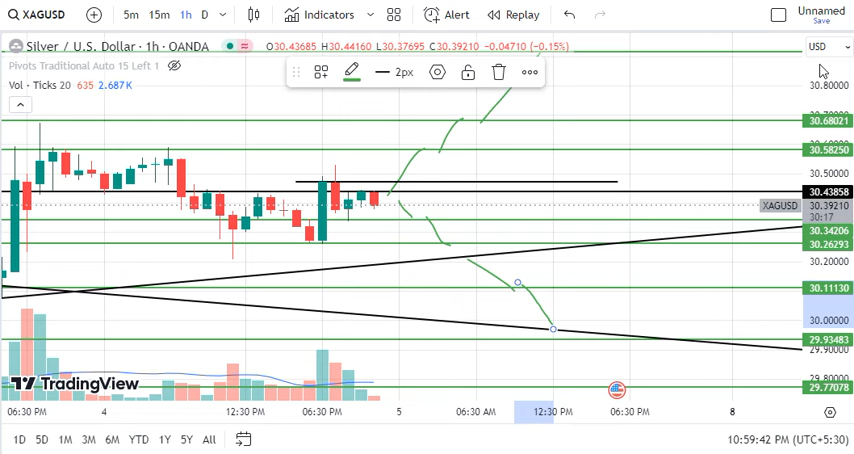 XAGUSD 5m 15m 1h D Indicators Alert Replay Unnamed
Save
Silver / U.S. Dollar · 1h · OANDA O30.43685 H30.44160 L30.37695 C30.39210 −0.04710 (−0.15%) USD
Pivots Traditional Auto 15 Left 1
Vol · Ticks 20 635 2.687K
2px
30.80000
30.68021
30.58250
30.50000
30.43858
XAGUSD 30.39210
30:17
30.34206
30.26293
30.20000
30.11130
30.00000
29.93483
29.90000
29.80000
29.77078
TradingView
06:30 PM 4 12:30 PM 06:30 PM 5 06:30 AM 12:30 PM 06:30 PM 8
1D 5D 1M 3M 6M YTD 1Y 5Y All 10:59:42 PM (UTC+5:30)